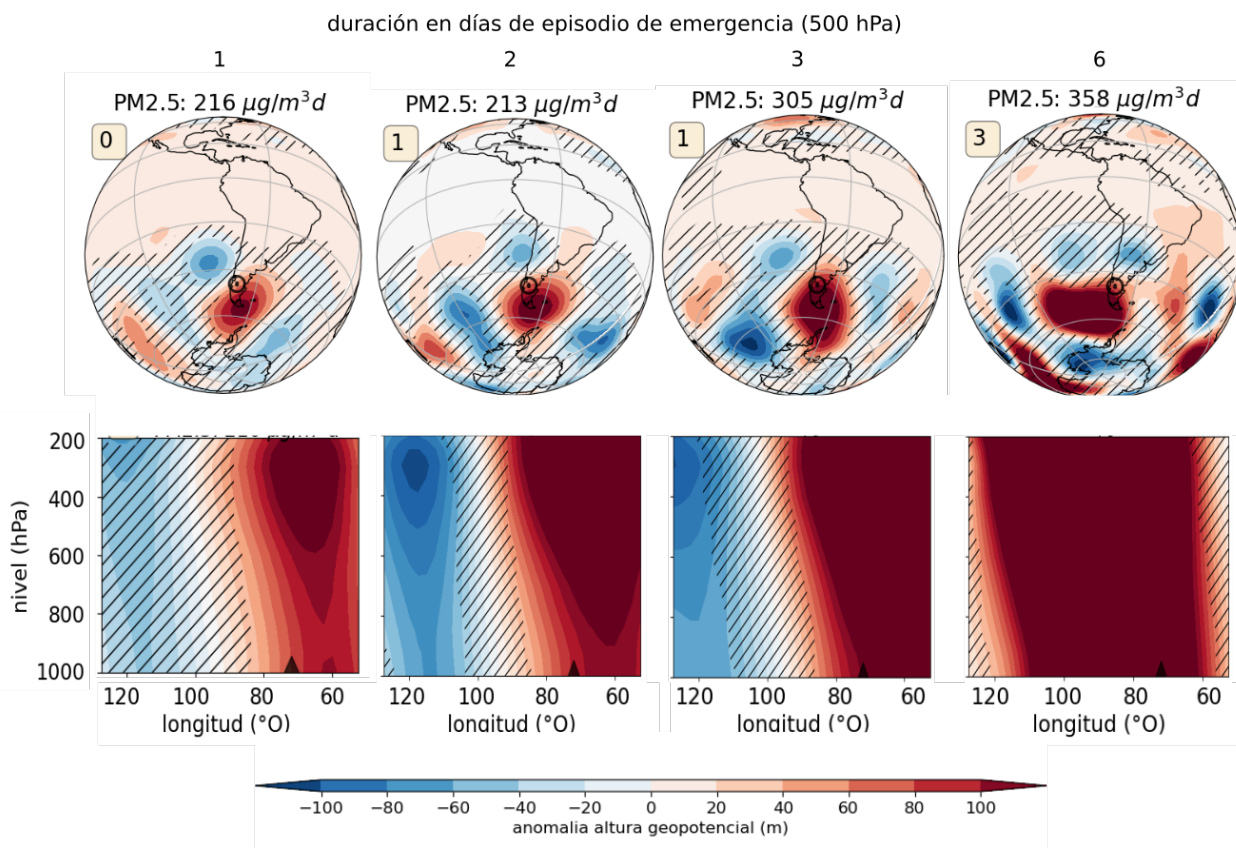 duración en días de episodio de emergencia (500 hPa)
1 2 3 6
PM2.5: 216 μg/m³d PM2.5: 213 μg/m³d PM2.5: 305 μg/m³d PM2.5: 358 μg/m³d
0 1 1 3
200
400
600
800
1000
nivel (hPa)
120 100 80 60 120 100 80 60 120 100 80 60 120 100 80 60
longitud (°O) longitud (°O) longitud (°O) longitud (°O)
−100 −80 −60 −40 −20 0 20 40 60 80 100
anomalia altura geopotencial (m)